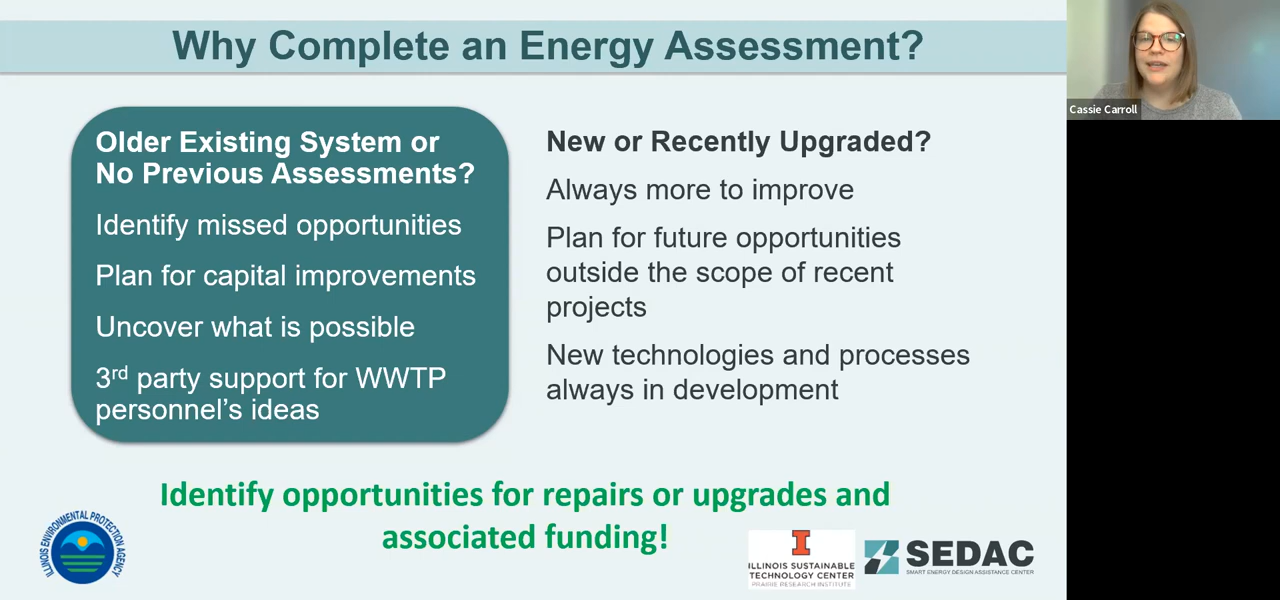 Why Complete an Energy Assessment?
Cassie Carroll
Older Existing System or
No Previous Assessments?
Identify missed opportunities
Plan for capital improvements
Uncover what is possible
3rd party support for WWTP
personnel's ideas
New or Recently Upgraded?
Always more to improve
Plan for future opportunities
outside the scope of recent
projects
New technologies and processes
always in development
Identify opportunities for repairs or upgrades and
associated funding!
ILLINOIS ENVIRONMENTAL PROTECTION AGENCY
I
ILLINOIS SUSTAINABLE
TECHNOLOGY CENTER
PRAIRIE RESEARCH INSTITUTE
SEDAC
SMART ENERGY DESIGN ASSISTANCE CENTER